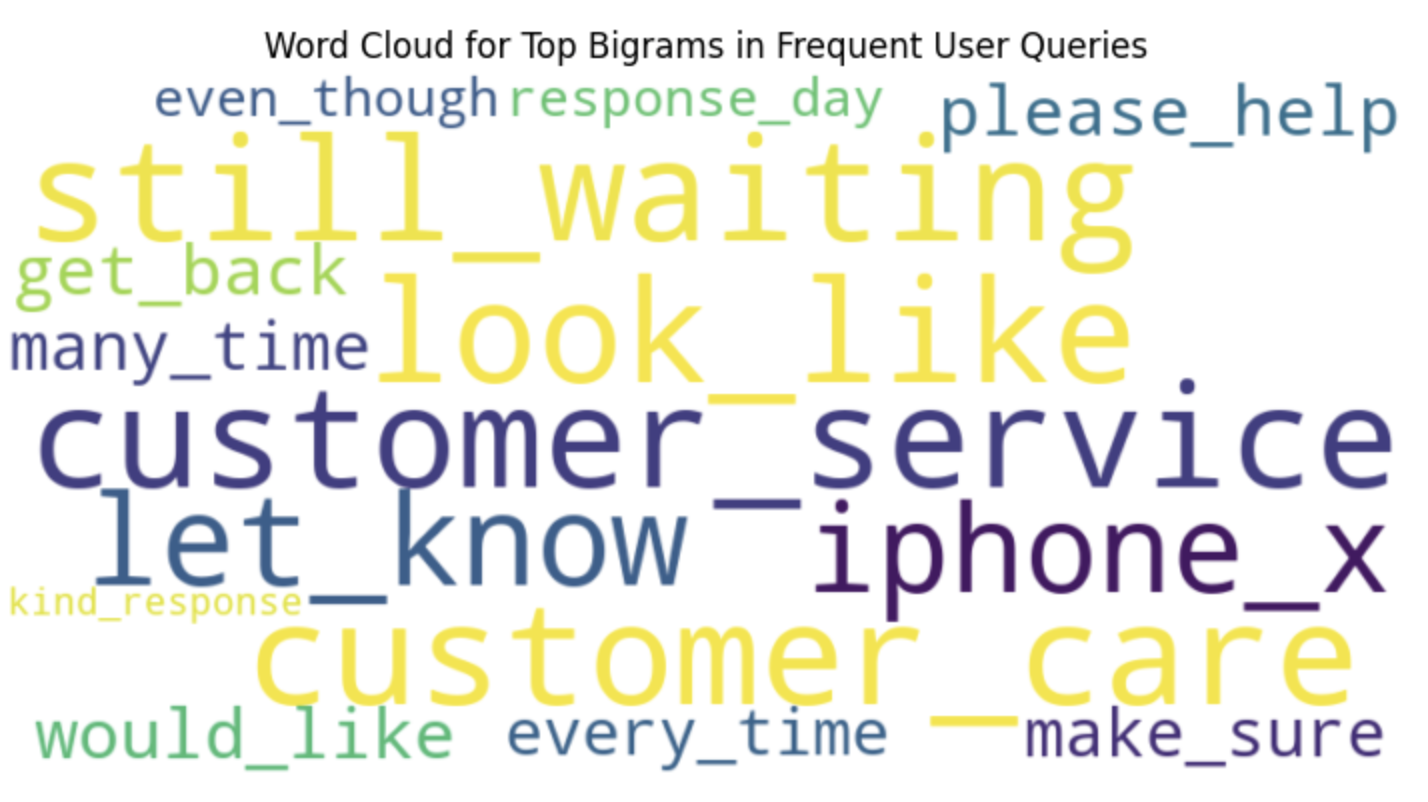 Word Cloud for Top Bigrams in Frequent User Queries
even_though response_day please_help
still_waiting
get_back
look_like
many_time
customer_service
let_know iphone_x
kind_response
customer_care
would_like every_time make_sure